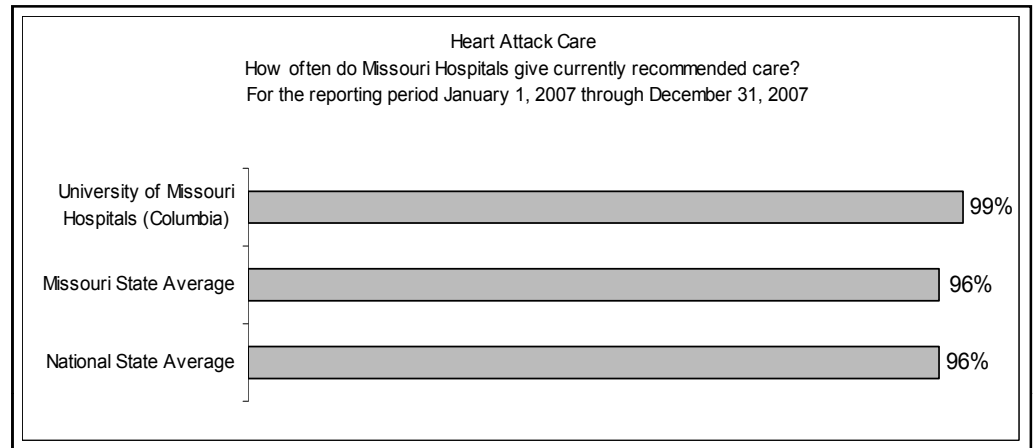 Heart Attack Care
How often do Missouri Hospitals give currently recommended care?
For the reporting period January 1, 2007 through December 31, 2007
University of Missouri
Hospitals (Columbia)
99%
Missouri State Average
96%
National State Average
96%